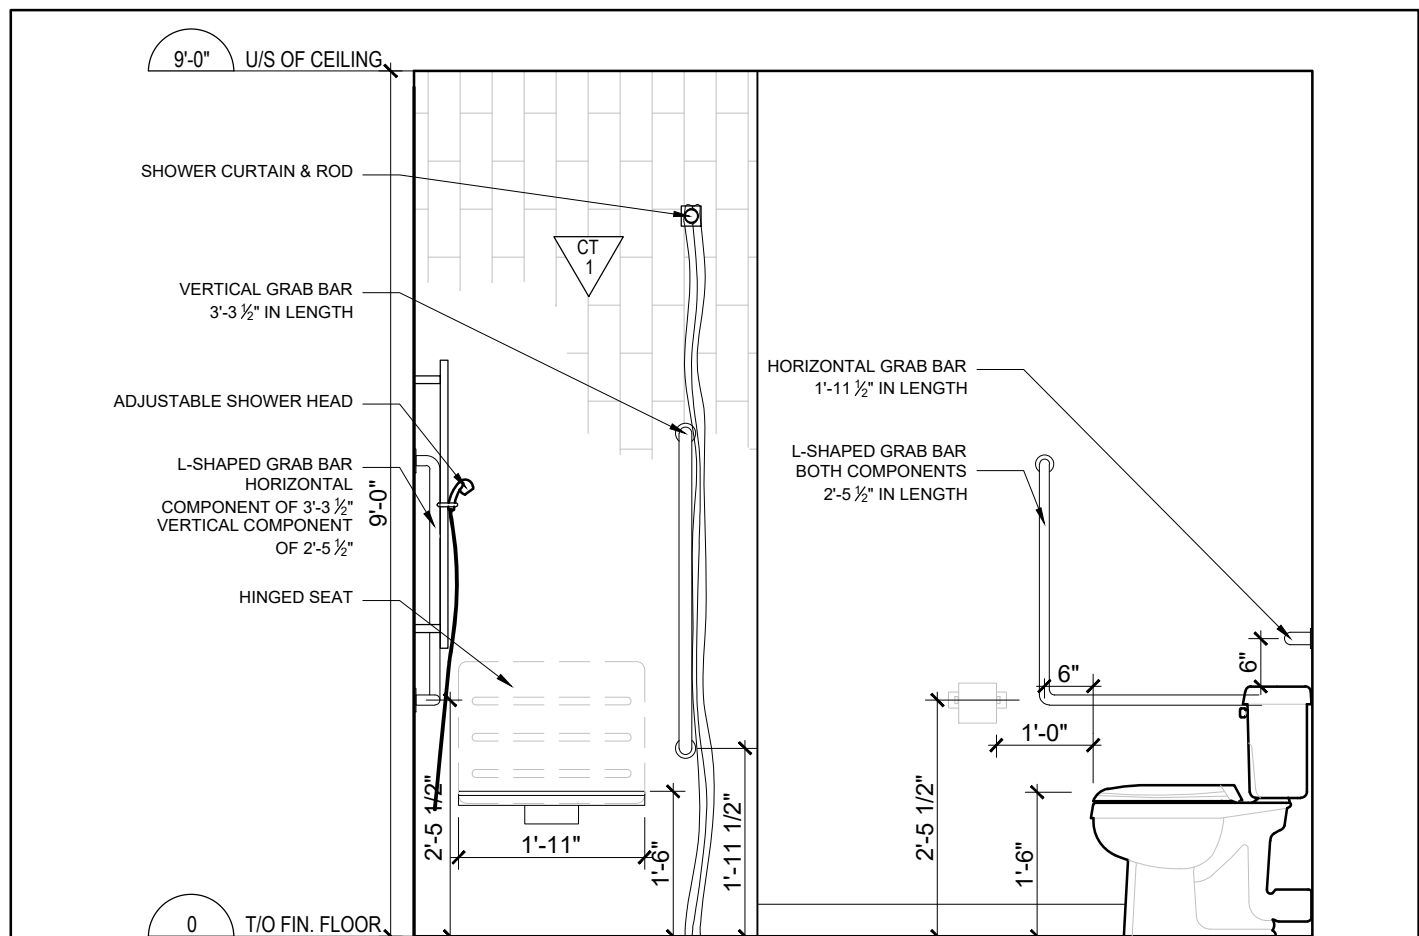 9'-0" U/S OF CEILING
SHOWER CURTAIN & ROD
CT
1
VERTICAL GRAB BAR
3'-3 ½" IN LENGTH
HORIZONTAL GRAB BAR
1'-11 ½" IN LENGTH
ADJUSTABLE SHOWER HEAD
L-SHAPED GRAB BAR
HORIZONTAL
COMPONENT OF 3'-3 ½"
VERTICAL COMPONENT
OF 2'-5 ½"
9'-0"
L-SHAPED GRAB BAR
BOTH COMPONENTS
2'-5 ½" IN LENGTH
HINGED SEAT
6"
6"
1'-0"
2'-5 1/2"
1'-11"
1'-6"
1'-11 1/2"
2'-5 1/2"
1'-6"
0 T/O FIN. FLOOR